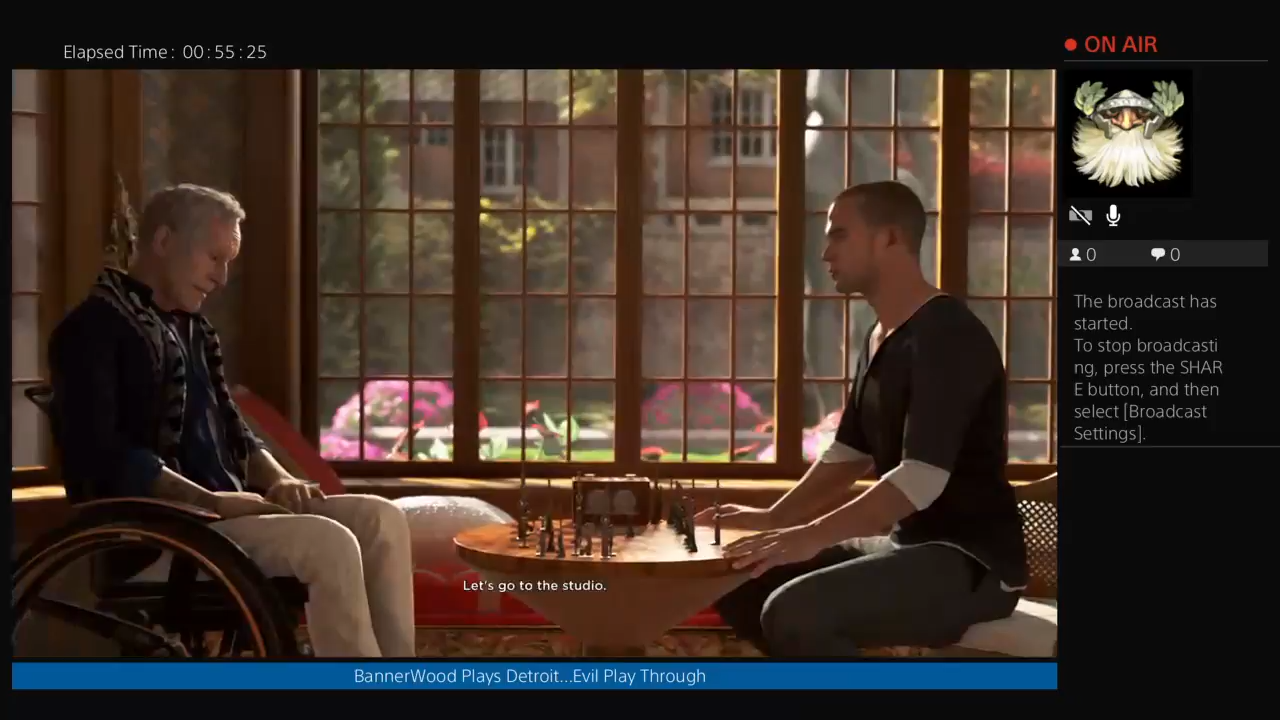 Elapsed Time: 00:55:25
ON AIR
0 0
The broadcast has
started.
To stop broadcasti
ng, press the SHAR
E button, and then
select [Broadcast
Settings].
Let's go to the studio.
BannerWood Plays Detroit...Evil Play Through